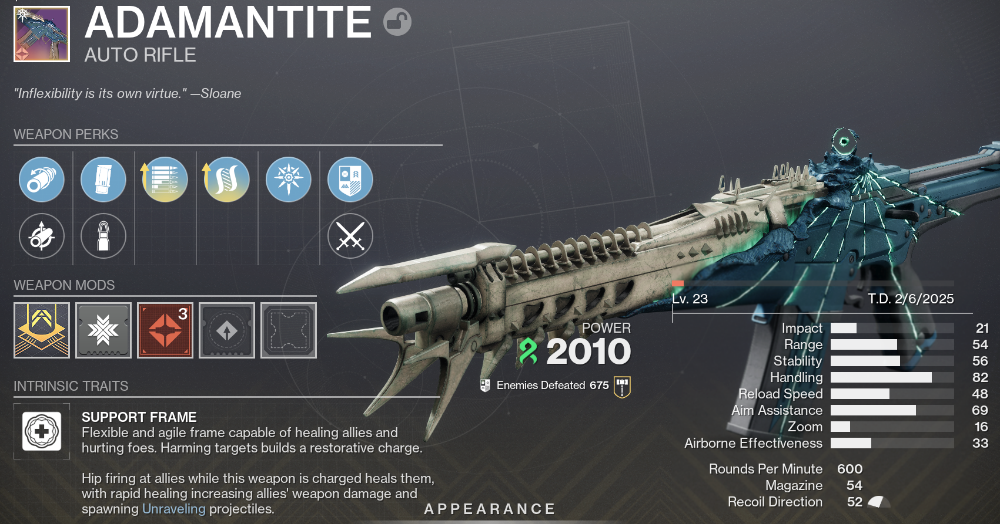 ADAMANTITE
AUTO RIFLE
"Inflexibility is its own virtue." —Sloane
WEAPON PERKS
WEAPON MODS
3
INTRINSIC TRAITS
SUPPORT FRAME
Flexible and agile frame capable of healing allies and
hurting foes. Harming targets builds a restorative charge.
Hip firing at allies while this weapon is charged heals them,
with rapid healing increasing allies' weapon damage and
spawning Unraveling projectiles.
POWER
2010
Enemies Defeated 675
Lv. 23 T.D. 2/6/2025
Impact 21
Range 54
Stability 56
Handling 82
Reload Speed 48
Aim Assistance 69
Zoom 16
Airborne Effectiveness 33
Rounds Per Minute 600
Magazine 54
Recoil Direction 52
APPEARANCE